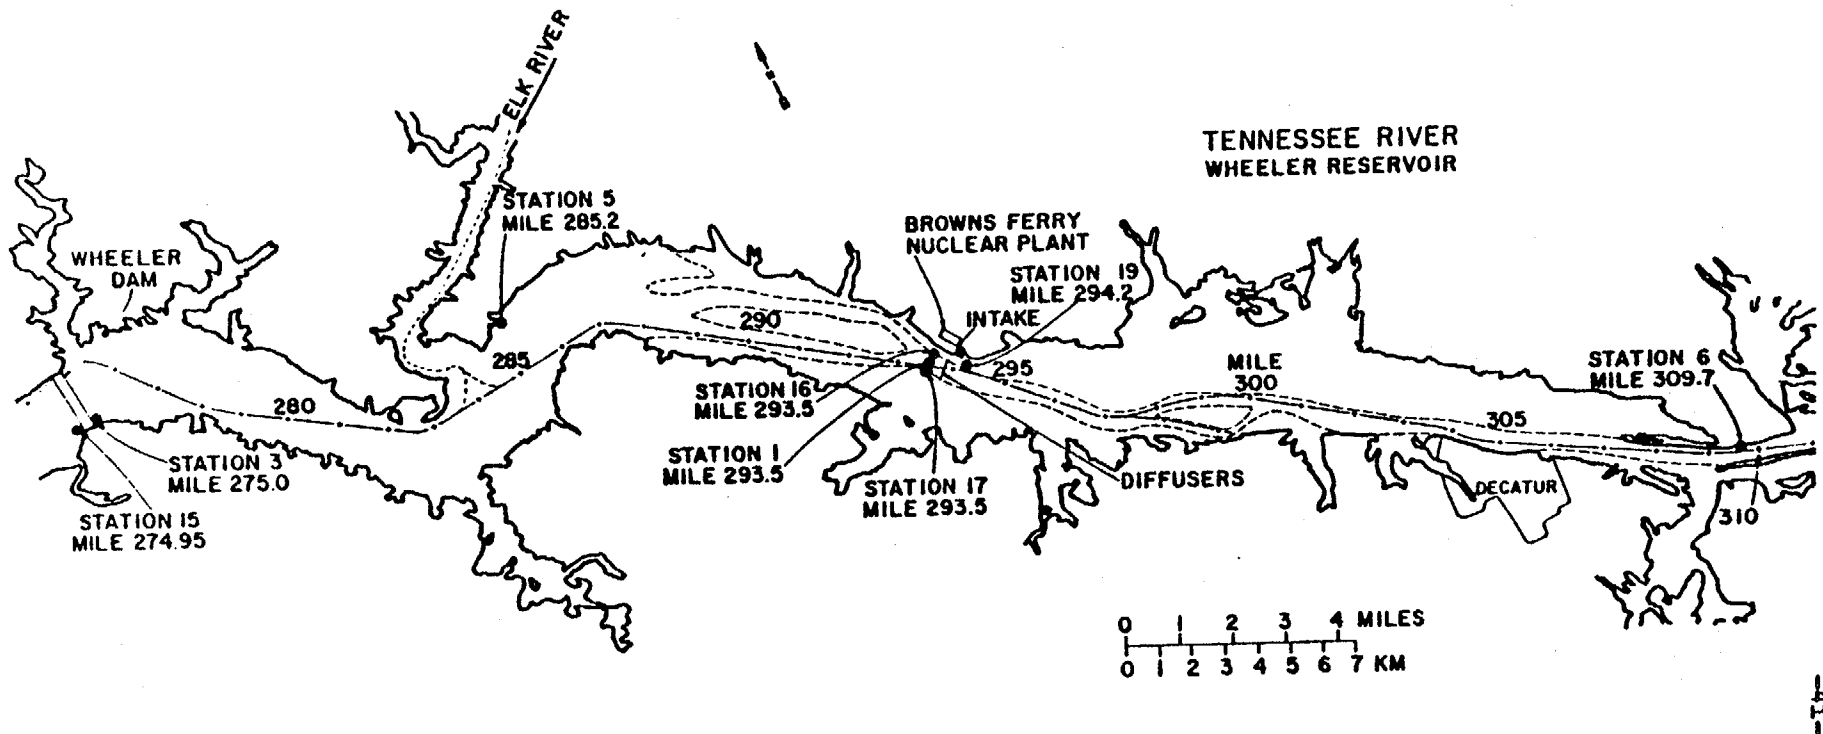 ELK RIVER
TENNESSEE RIVER
WHEELER RESERVOIR
STATION 5
MILE 285.2
BROWNS FERRY
NUCLEAR PLANT
WHEELER
DAM
STATION 19
MILE 294.2
INTAKE
290
285
295
MILE
300
STATION 6
MILE 309.7
280
STATION 16
MILE 293.5
305
STATION 1
MILE 293.5
STATION 3
MILE 275.0
STATION 17
MILE 293.5
DIFFUSERS
DECATUR
STATION 15
MILE 274.95
310
0 1 2 3 4 MILES
0 1 2 3 4 5 6 7 KM